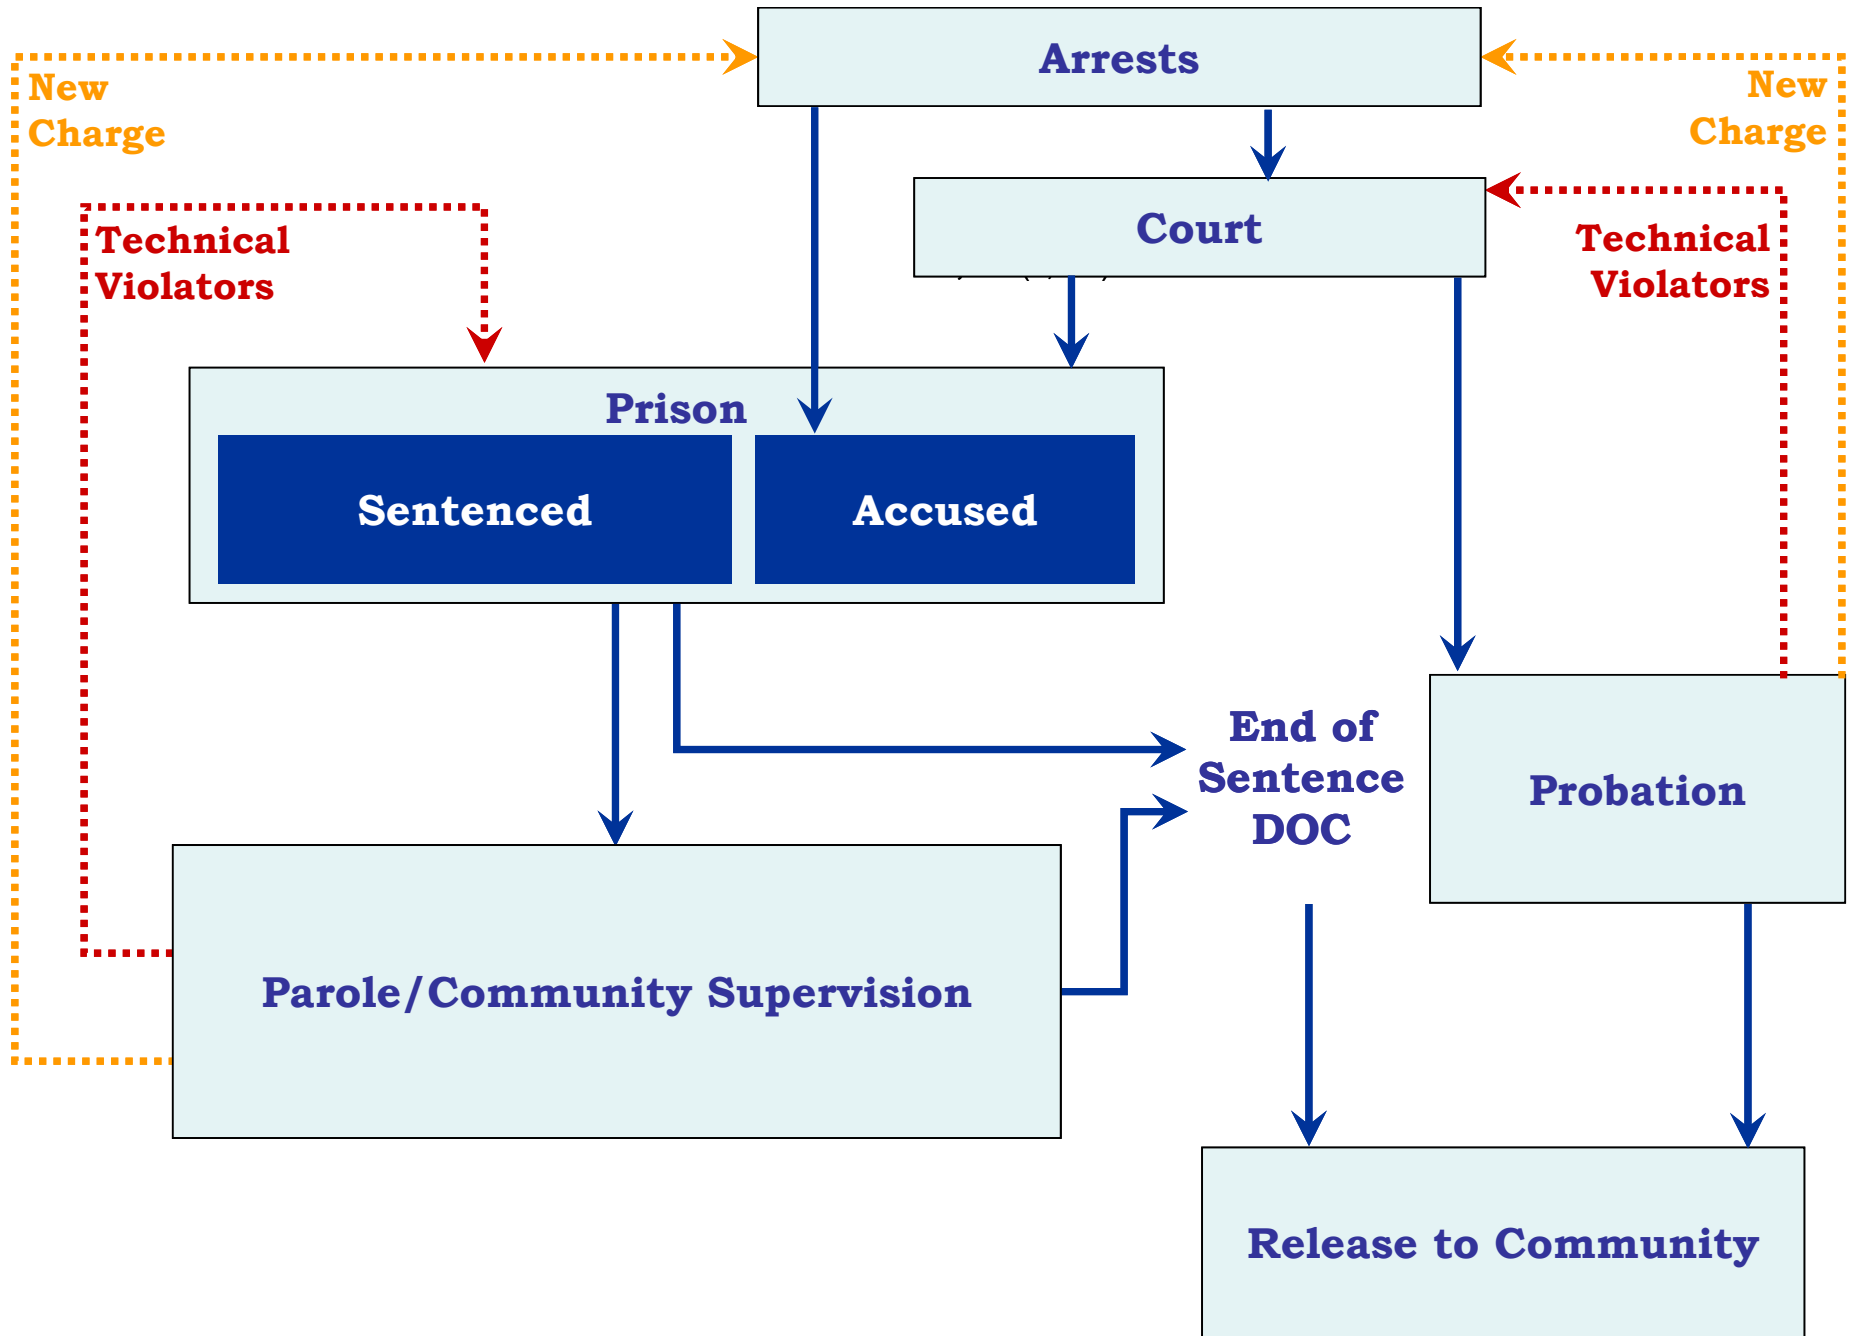 Arrests
New
Charge
New
Charge
Court
Technical
Violators
Technical
Violators
Prison
Sentenced
Accused
End of
Sentence
DOC
Probation
Parole/Community Supervision
Release to Community